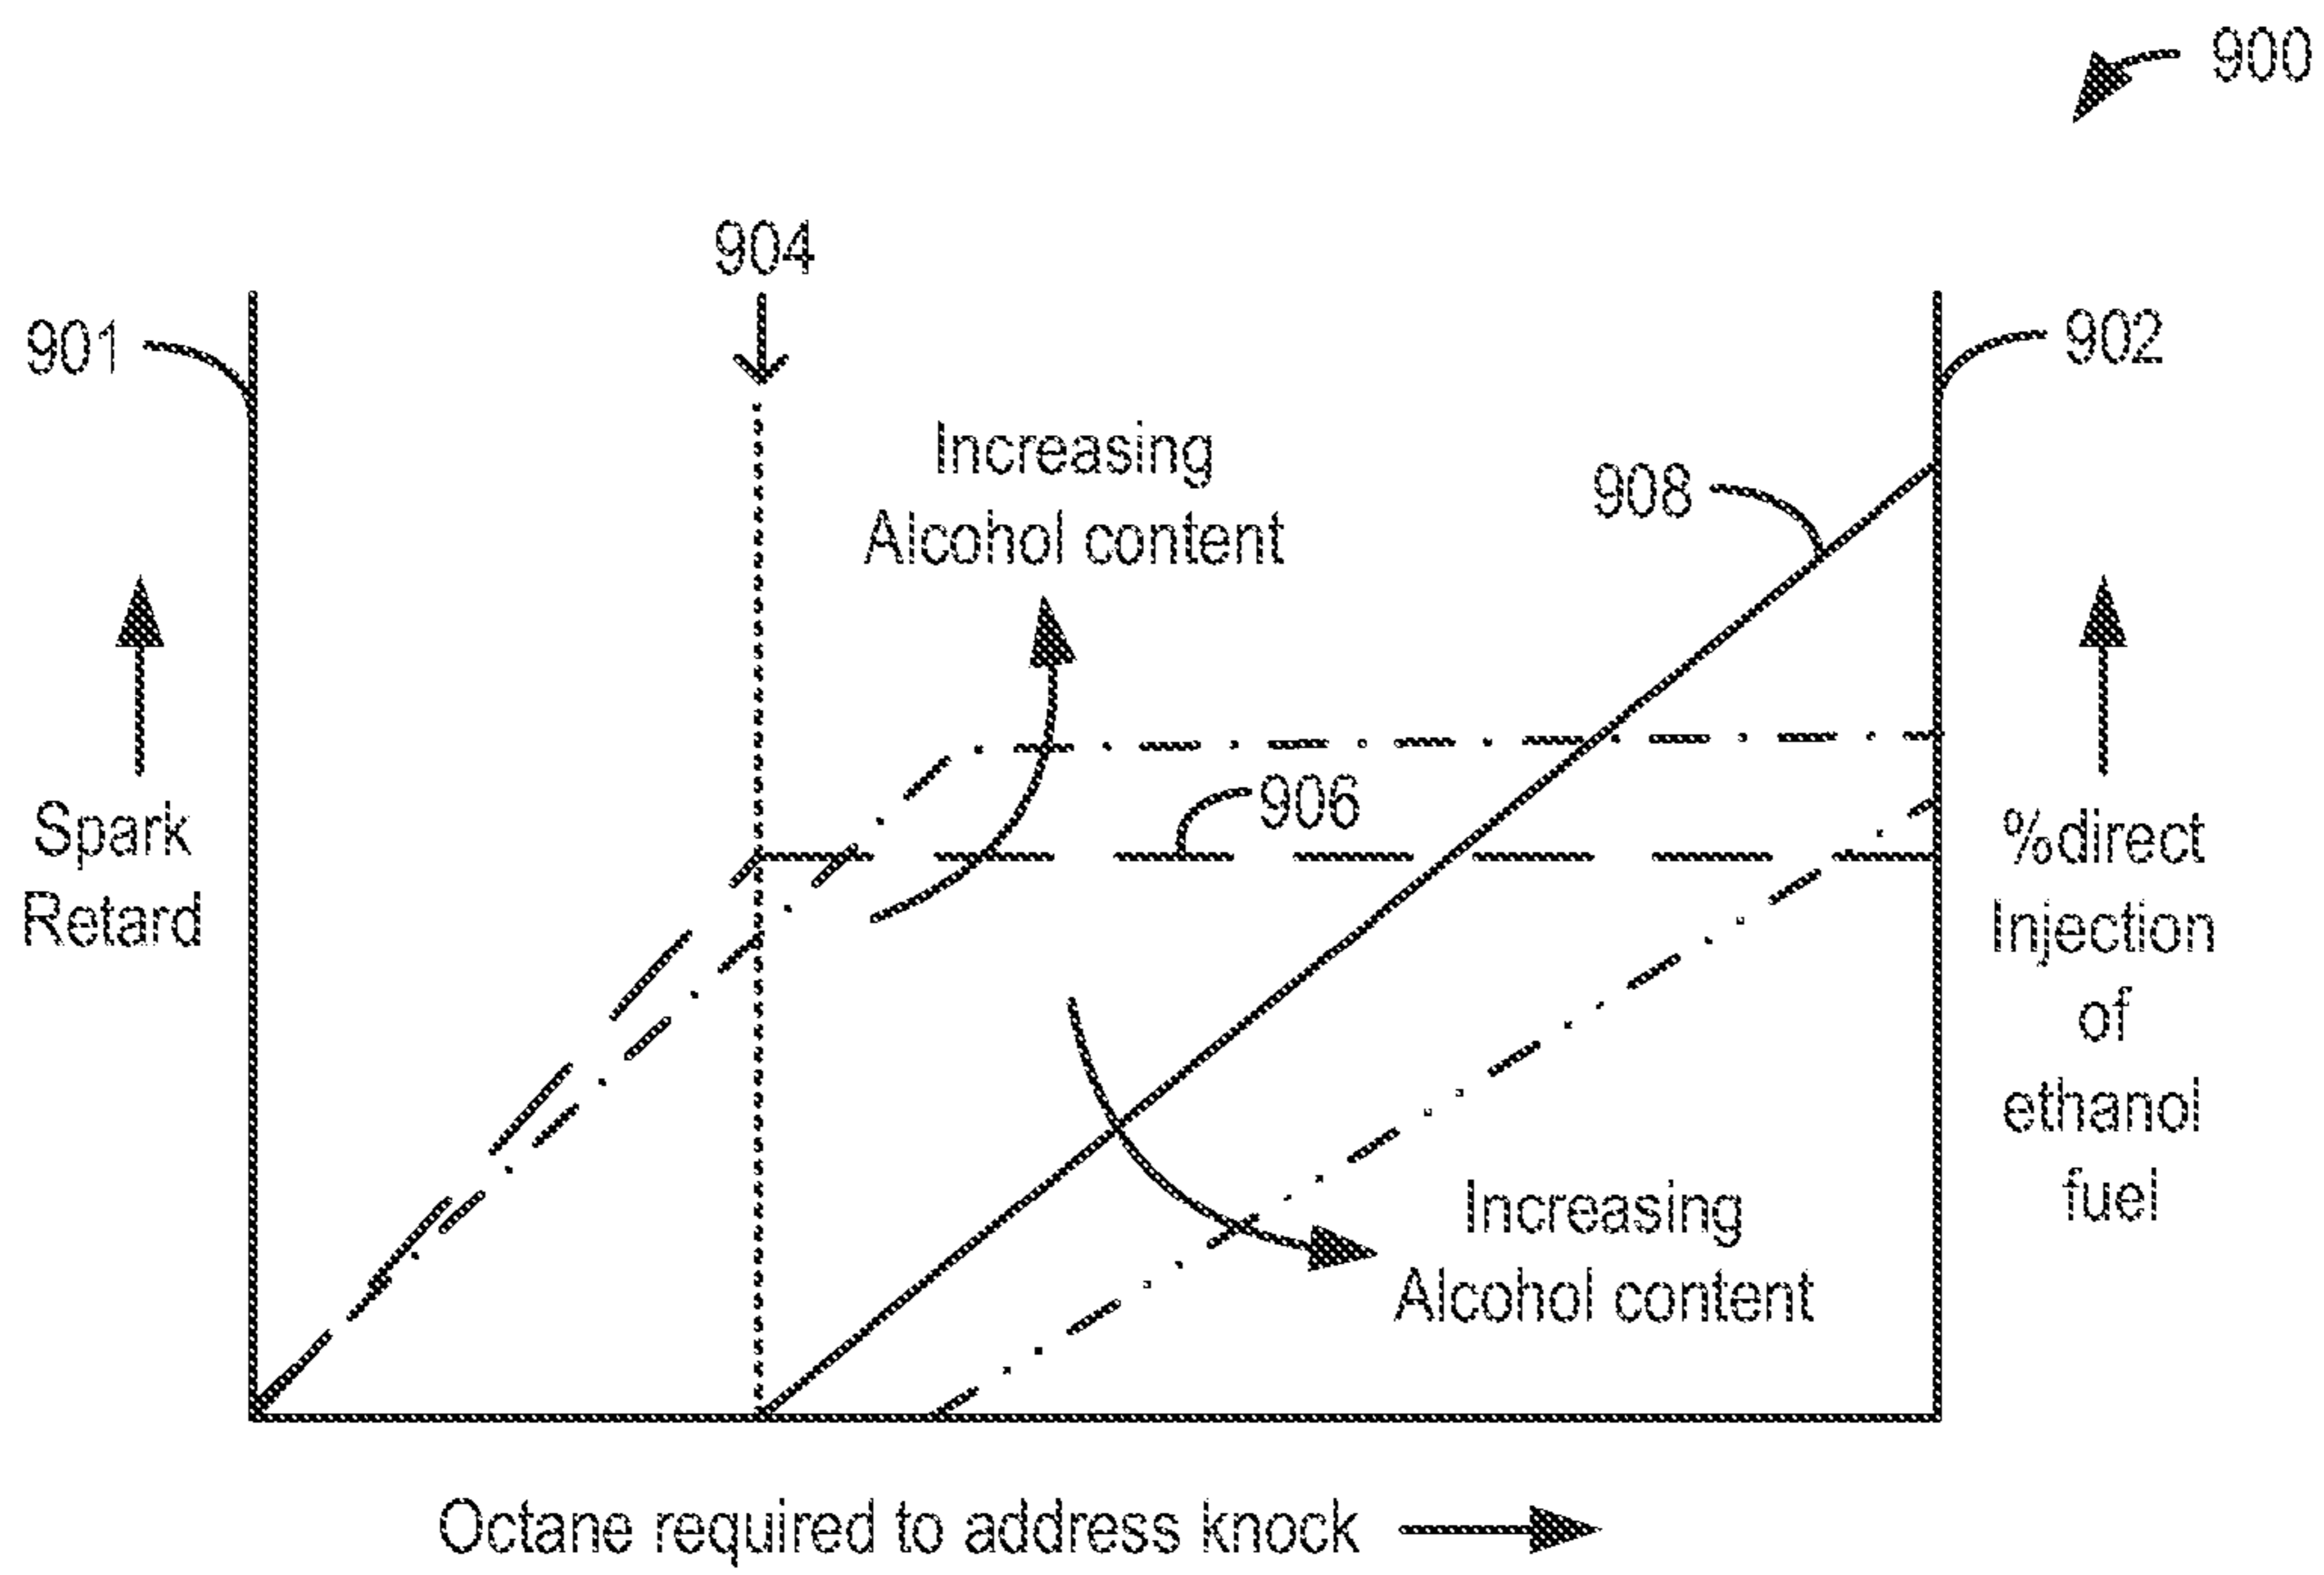 900
904
901
902
Increasing
Alcohol content
908
906
Spark
Retard
%direct
Injection
of
ethanol
fuel
Increasing
Alcohol content
Octane required to address knock